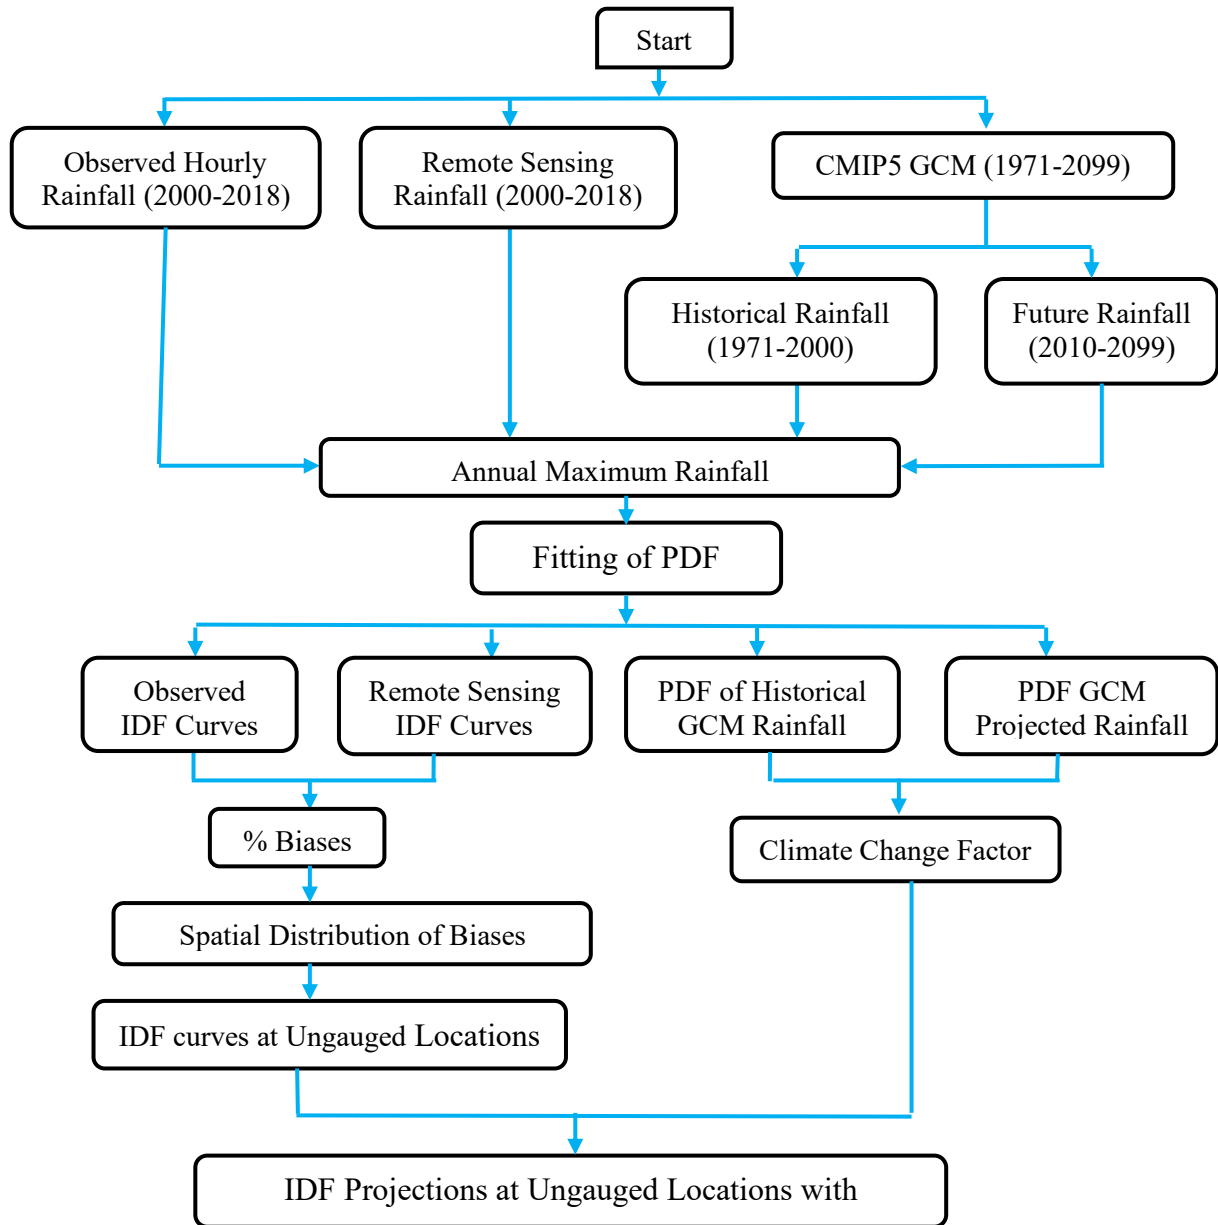 Start
Observed Hourly
Rainfall (2000-2018)
Remote Sensing
Rainfall (2000-2018)
CMIP5 GCM (1971-2099)
Historical Rainfall
(1971-2000)
Future Rainfall
(2010-2099)
Annual Maximum Rainfall
Fitting of PDF
Observed
IDF Curves
Remote Sensing
IDF Curves
PDF of Historical
GCM Rainfall
PDF GCM
Projected Rainfall
% Biases
Climate Change Factor
Spatial Distribution of Biases
IDF curves at Ungauged Locations
IDF Projections at Ungauged Locations with